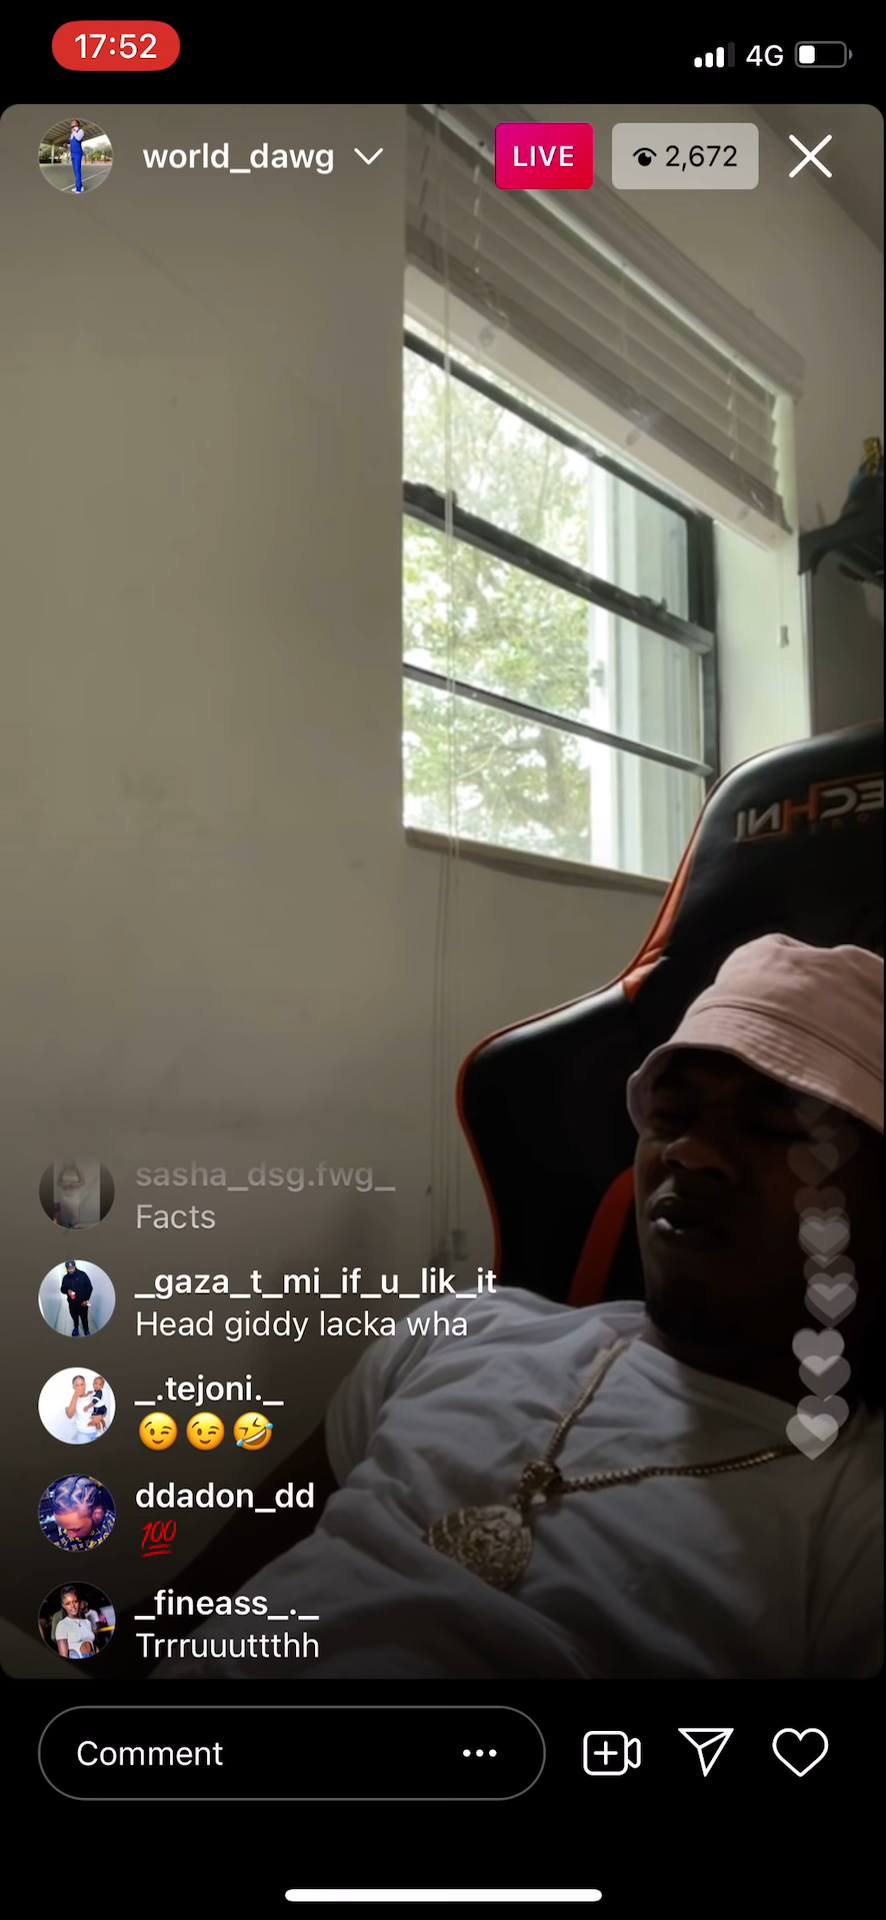 17:52
4G
world_dawg
LIVE
2,672
sasha_dsg.fwg_
Facts
_gaza_t_mi_if_u_lik_it
Head giddy lacka wha
_.tejoni._
😉😉🤣
ddadon_dd
💯
_fineass_._
Trrruuuttthh
Comment